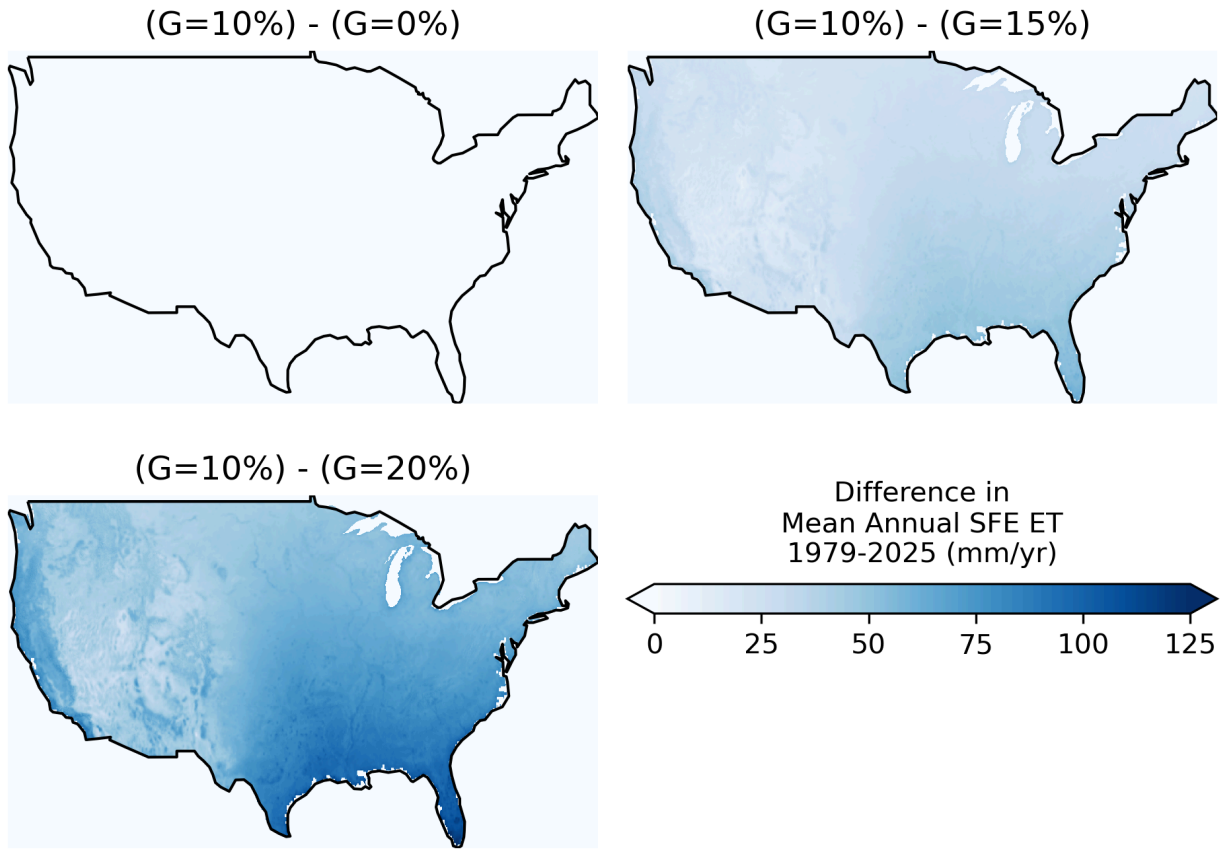 (G=10%) - (G=0%)
(G=10%) - (G=15%)
(G=10%) - (G=20%)
Difference in
Mean Annual SFE ET
1979-2025 (mm/yr)
0 25 50 75 100 125